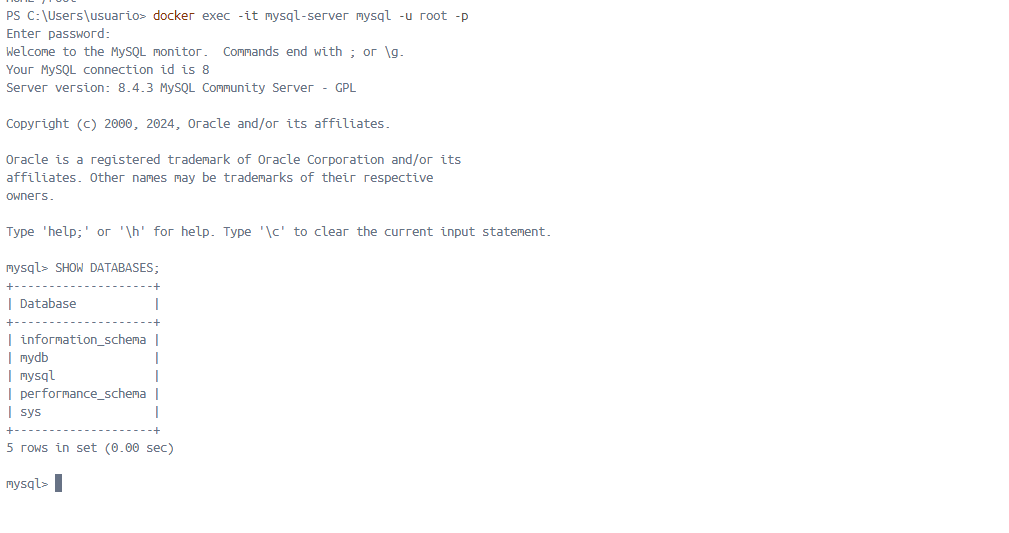 PS C:\Users\usuario> docker exec -it mysql-server mysql -u root -p
Enter password:
Welcome to the MySQL monitor.  Commands end with ; or \g.
Your MySQL connection id is 8
Server version: 8.4.3 MySQL Community Server - GPL
Copyright (c) 2000, 2024, Oracle and/or its affiliates.
Oracle is a registered trademark of Oracle Corporation and/or its
affiliates. Other names may be trademarks of their respective
owners.
Type 'help;' or '\h' for help. Type '\c' to clear the current input statement.
mysql> SHOW DATABASES;
+--------------------+
| Database           |
+--------------------+
| information_schema |
| mydb               |
| mysql              |
| performance_schema |
| sys                |
+--------------------+
5 rows in set (0.00 sec)
mysql>